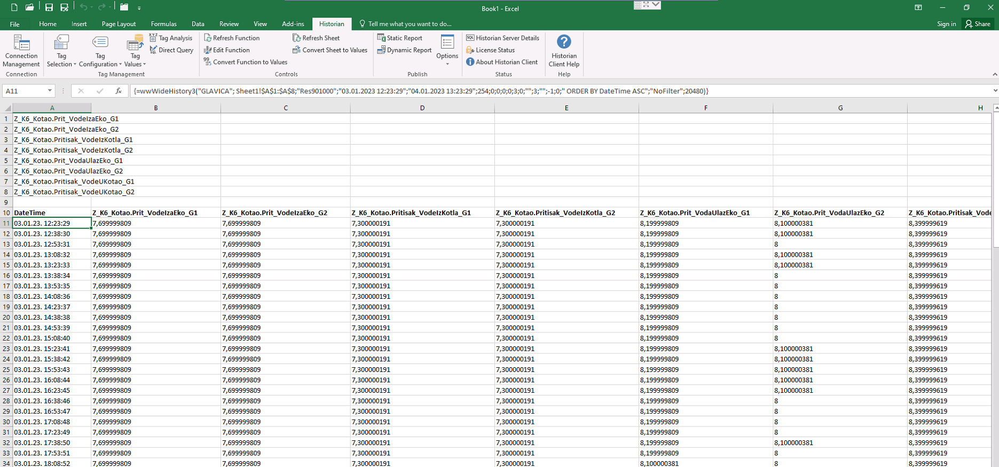 Book1 - Excel
File Home Insert Page Layout Formulas Data Review View Add-ins Historian Tell me what you want to do... Sign in Share
Connection Management
Connection
Tag Selection
Tag Configuration
Tag Values
Tag Analysis
Direct Query
Tag Management
Refresh Function
Edit Function
Convert Function to Values
Refresh Sheet
Convert Sheet to Values
Controls
Static Report
Dynamic Report
Options
Publish
Historian Server Details
License Status
About Historian Client
Status
Historian Client Help
Help
A11 fx {=wwWideHistory3("GLAVICA"; Sheet1!$A$1:$A$8;"Res901000";"03.01.2023 12:23:29";"04.01.2023 13:23:29";254;0;0;0;0;3;0;"";3;"";-1;0;" ORDER BY DateTime ASC";"NoFilter";20480)}
A B C D E F G H
1 Z_K6_Kotao.Prit_VodeIzaEko_G1
2 Z_K6_Kotao.Prit_VodeIzaEko_G2
3 Z_K6_Kotao.Pritisak_VodeIzKotla_G1
4 Z_K6_Kotao.Pritisak_VodeIzKotla_G2
5 Z_K6_Kotao.Prit_VodaUlazEko_G1
6 Z_K6_Kotao.Prit_VodaUlazEko_G2
7 Z_K6_Kotao.Pritisak_VodeUKotao_G1
8 Z_K6_Kotao.Pritisak_VodeUKotao_G2
9
10 DateTime Z_K6_Kotao.Prit_VodeIzaEko_G1 Z_K6_Kotao.Prit_VodeIzaEko_G2 Z_K6_Kotao.Pritisak_VodeIzKotla_G1 Z_K6_Kotao.Pritisak_VodeIzKotla_G2 Z_K6_Kotao.Prit_VodaUlazEko_G1 Z_K6_Kotao.Prit_VodaUlazEko_G2 Z_K6_Kotao.Pritisak_Vode
11 03.01.23. 12:23:29 7,699999809 7,699999809 7,300000191 7,300000191 8,199999809 8,100000381 8,399999619
12 03.01.23. 12:38:30 7,699999809 7,699999809 7,300000191 7,300000191 8,199999809 8,100000381 8,399999619
13 03.01.23. 12:53:31 7,699999809 7,699999809 7,300000191 7,300000191 8,199999809 8 8,399999619
14 03.01.23. 13:08:32 7,699999809 7,699999809 7,300000191 7,300000191 8,199999809 8,100000381 8,399999619
15 03.01.23. 13:23:33 7,699999809 7,699999809 7,300000191 7,300000191 8,199999809 8,100000381 8,399999619
16 03.01.23. 13:38:34 7,699999809 7,699999809 7,300000191 7,300000191 8,199999809 8 8,399999619
17 03.01.23. 13:53:35 7,699999809 7,699999809 7,300000191 7,300000191 8,199999809 8 8,399999619
18 03.01.23. 14:08:36 7,699999809 7,699999809 7,300000191 7,300000191 8,199999809 8 8,399999619
19 03.01.23. 14:23:37 7,699999809 7,699999809 7,300000191 7,300000191 8,199999809 8 8,399999619
20 03.01.23. 14:38:38 7,699999809 7,699999809 7,300000191 7,300000191 8,199999809 8 8,399999619
21 03.01.23. 14:53:39 7,699999809 7,699999809 7,300000191 7,300000191 8,199999809 8 8,399999619
22 03.01.23. 15:08:40 7,699999809 7,699999809 7,300000191 7,300000191 8,199999809 8 8,399999619
23 03.01.23. 15:23:41 7,699999809 7,699999809 7,300000191 7,300000191 8,199999809 8,100000381 8,399999619
24 03.01.23. 15:38:42 7,699999809 7,699999809 7,300000191 7,300000191 8,199999809 8,100000381 8,399999619
25 03.01.23. 15:53:43 7,699999809 7,699999809 7,300000191 7,300000191 8,199999809 8,100000381 8,399999619
26 03.01.23. 16:08:44 7,699999809 7,699999809 7,300000191 7,300000191 8,199999809 8,100000381 8,399999619
27 03.01.23. 16:23:45 7,699999809 7,699999809 7,300000191 7,300000191 8,199999809 8,100000381 8,399999619
28 03.01.23. 16:38:46 7,699999809 7,699999809 7,300000191 7,300000191 8,199999809 8 8,399999619
29 03.01.23. 16:53:47 7,699999809 7,699999809 7,300000191 7,300000191 8,199999809 8 8,399999619
30 03.01.23. 17:08:48 7,699999809 7,699999809 7,300000191 7,300000191 8,199999809 8 8,399999619
31 03.01.23. 17:23:49 7,699999809 7,699999809 7,300000191 7,300000191 8,199999809 8 8,399999619
32 03.01.23. 17:38:50 7,699999809 7,699999809 7,300000191 7,300000191 8,199999809 8,100000381 8,399999619
33 03.01.23. 17:53:51 7,699999809 7,699999809 7,300000191 7,300000191 8,199999809 8 8,399999619
34 03.01.23. 18:08:52 7,699999809 7,699999809 7,300000191 7,300000191 8,100000381 8 8,399999619